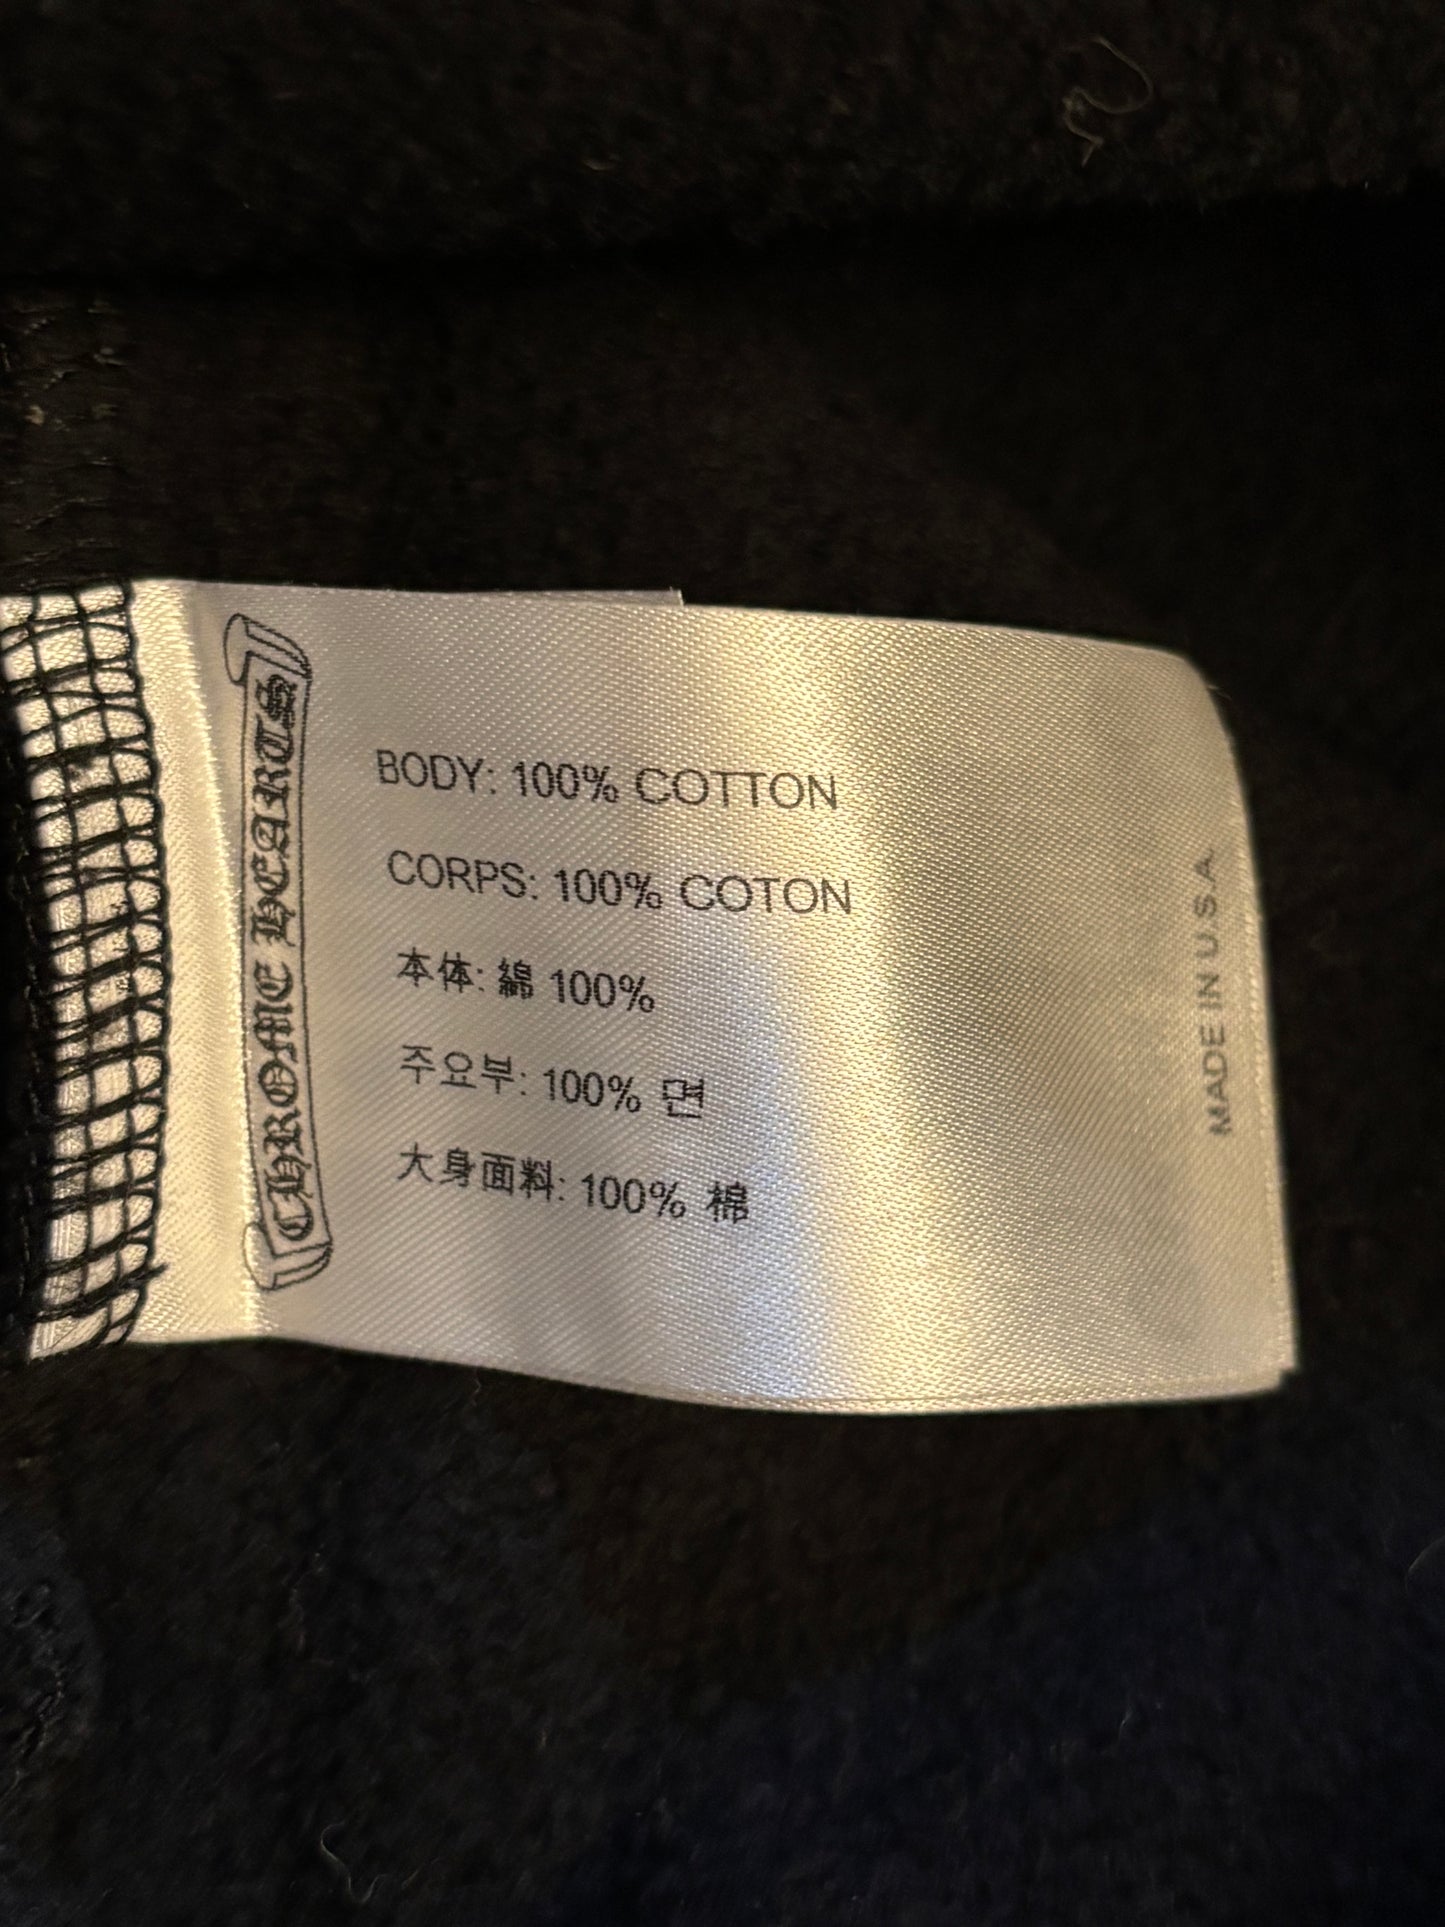 CHROME HEARTS
BODY: 100% COTTON
CORPS: 100% COTON
本体: 綿 100%
주요부: 100% 면
大身面料: 100% 棉
MADE IN U.S.A.